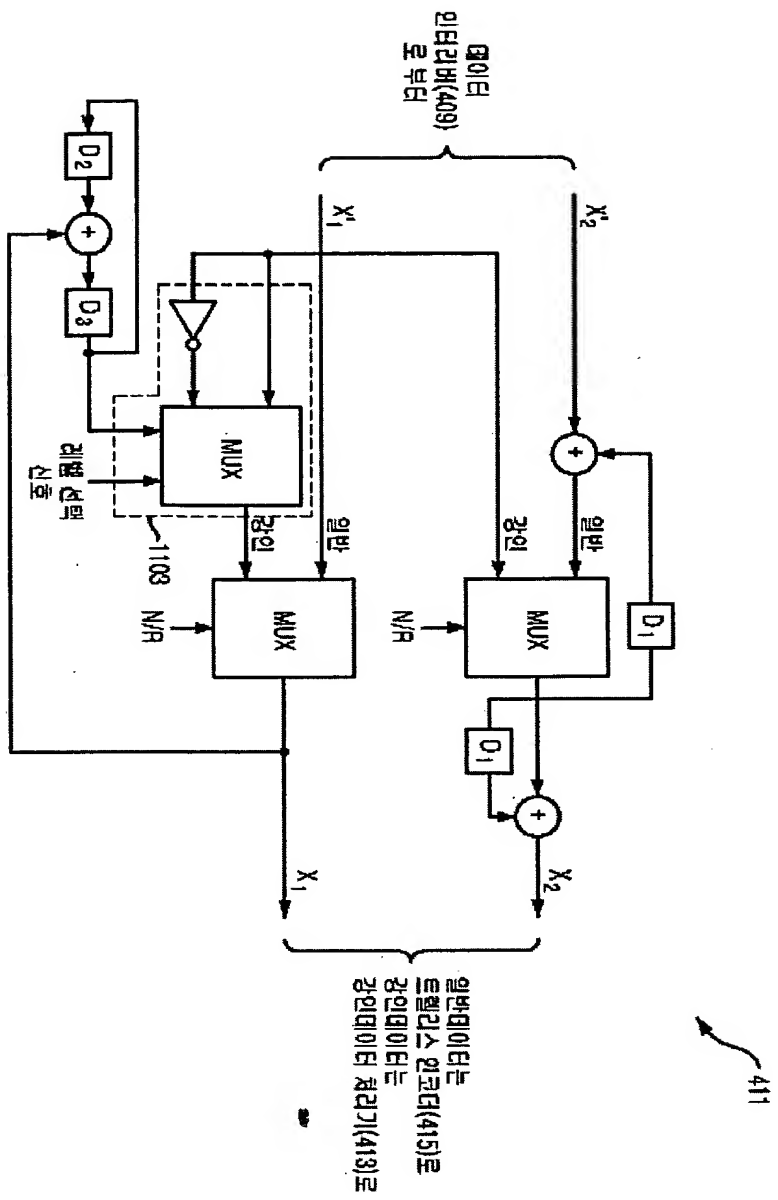 411
데이터
인터리버(409)
로 부터
X'2
X'1
+
D1
일반
강인
MUX
N/R
D1
+
X2
일반
강인
MUX
N/R
X1
MUX
1103
레벨 선택
신호
D2
+
D3
일반데이터는
트렐리스 인코더(415)로
강인데이터는
강인데이터 처리기(413)로